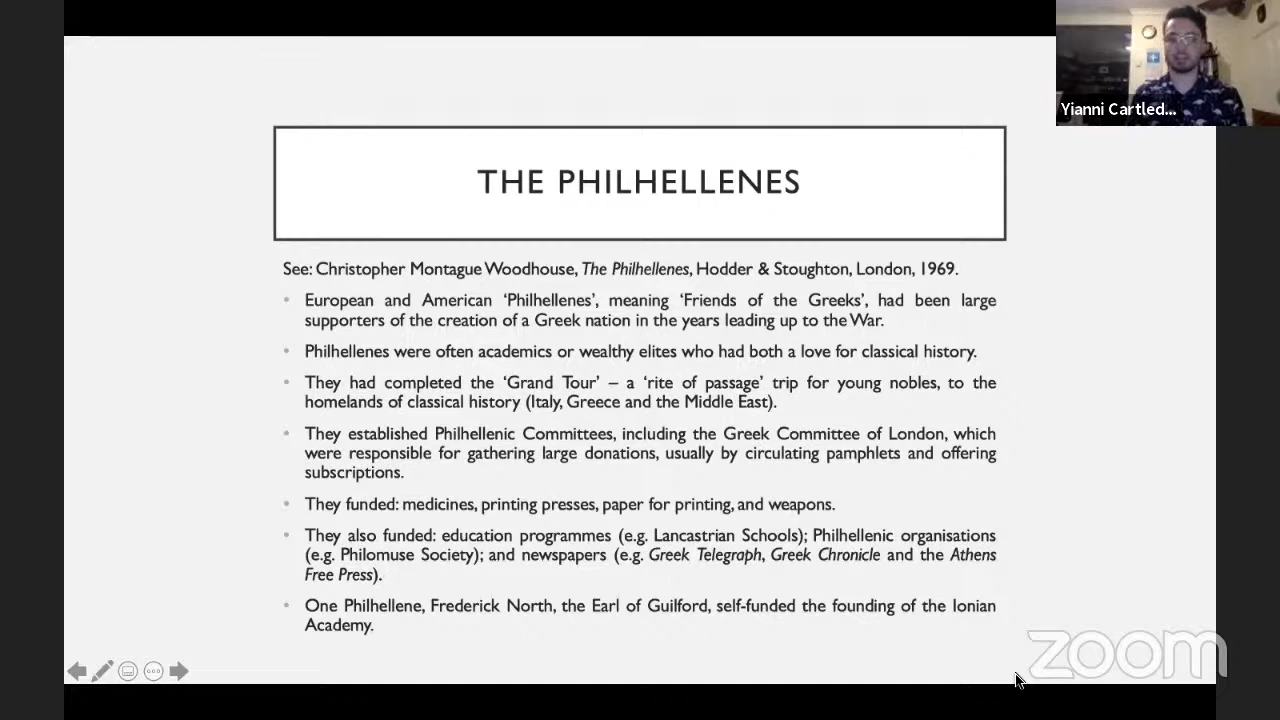 Yianni Cartled...
THE PHILHELLENES
See: Christopher Montague Woodhouse, The Philhellenes, Hodder & Stoughton, London, 1969.
• European and American ‘Philhellenes’, meaning ‘Friends of the Greeks’, had been large
supporters of the creation of a Greek nation in the years leading up to the War.
• Philhellenes were often academics or wealthy elites who had both a love for classical history.
• They had completed the ‘Grand Tour’ – a ‘rite of passage’ trip for young nobles, to the
homelands of classical history (Italy, Greece and the Middle East).
• They established Philhellenic Committees, including the Greek Committee of London, which
were responsible for gathering large donations, usually by circulating pamphlets and offering
subscriptions.
• They funded: medicines, printing presses, paper for printing, and weapons.
• They also funded: education programmes (e.g. Lancastrian Schools); Philhellenic organisations
(e.g. Philomuse Society); and newspapers (e.g. Greek Telegraph, Greek Chronicle and the Athens
Free Press).
• One Philhellene, Frederick North, the Earl of Guilford, self-funded the founding of the Ionian
Academy.
zoom